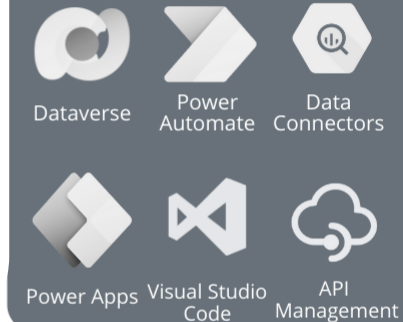 Dataverse
Power
Automate
Data
Connectors
Power Apps
Visual Studio
Code
API
Management